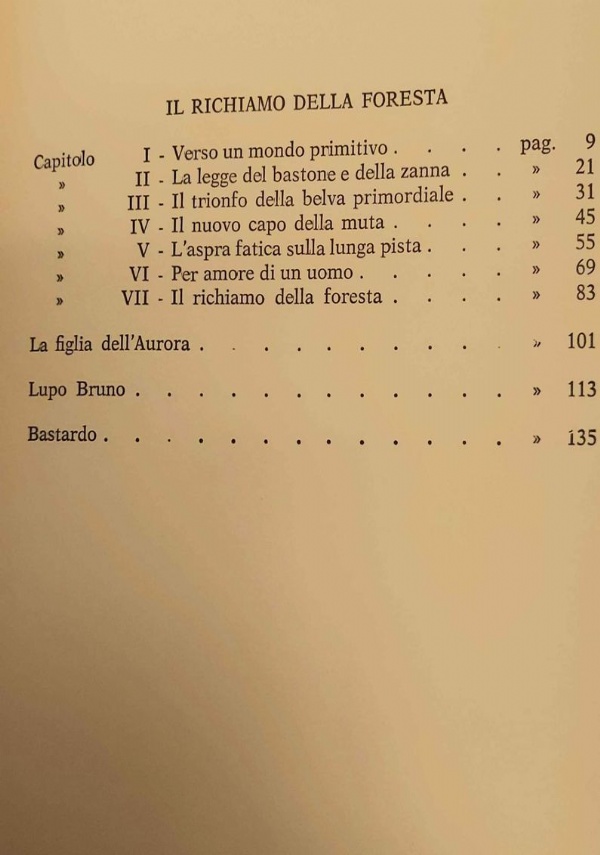 IL RICHIAMO DELLA FORESTA
Capitolo I - Verso un mondo primitivo . . . . pag. 9
» II - La legge del bastone e della zanna . . » 21
» III - Il trionfo della belva primordiale . . » 31
» IV - Il nuovo capo della muta . . . . » 45
» V - L'aspra fatica sulla lunga pista . . . » 55
» VI - Per amore di un uomo . . . . . » 69
» VII - Il richiamo della foresta . . . . » 83
La figlia dell'Aurora . . . . . . . . . . » 101
Lupo Bruno . . . . . . . . . . . . » 113
Bastardo . . . . . . . . . . . . . » 135